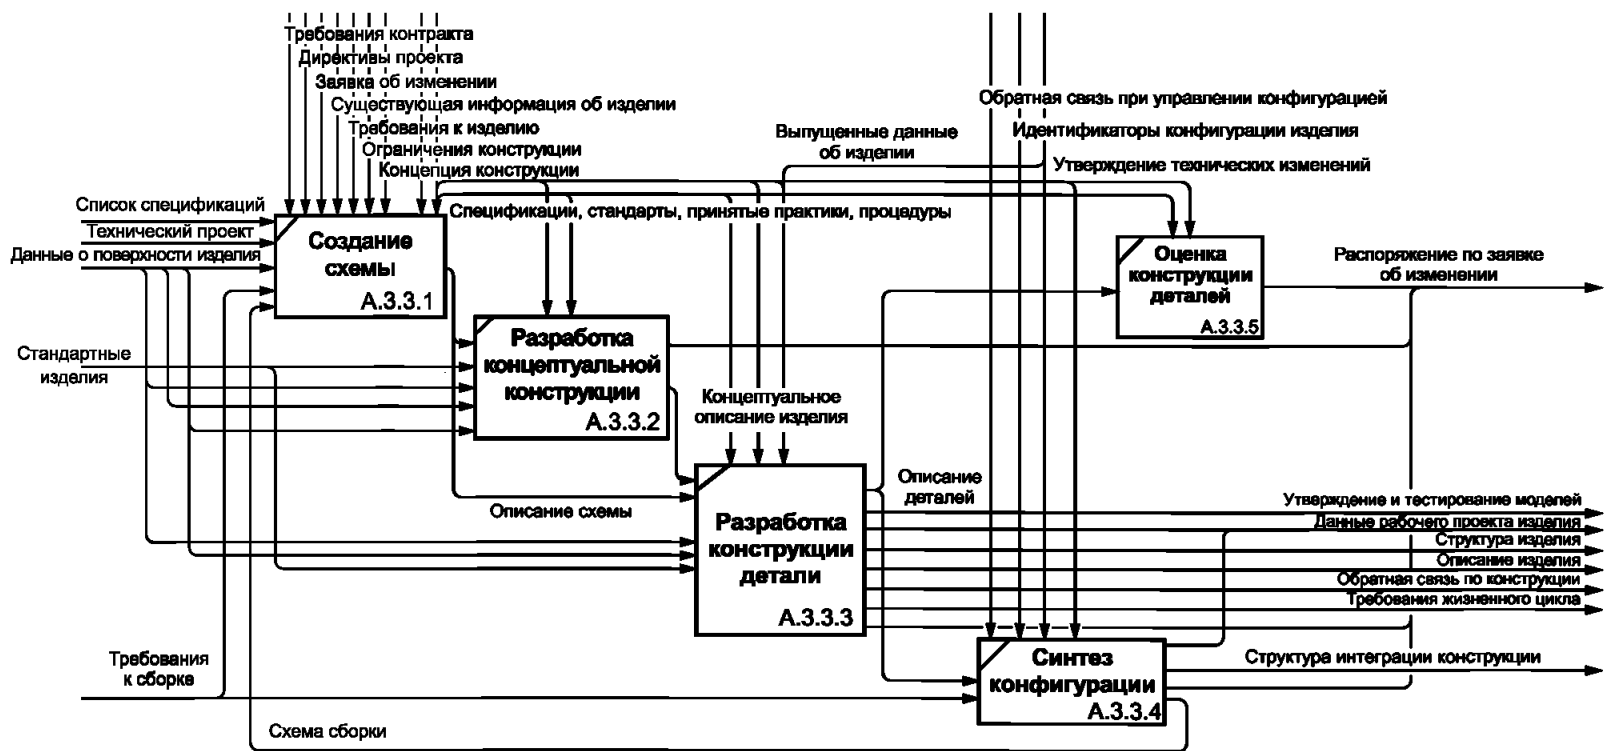 Требования контракта
Директивы проекта
Заявка об изменении
Существующая информация об изделии
Требования к изделию
Ограничения конструкции
Концепция конструкции
Выпущенные данные
об изделии
Обратная связь при управлении конфигурацией
Идентификаторы конфигурации изделия
Утверждение технических изменений
Список спецификаций
Технический проект
Данные о поверхности изделия
Спецификации, стандарты, принятые практики, процедуры
Создание
схемы
А.3.3.1
Оценка
конструкции
деталей
А.3.3.5
Распоряжение по заявке
об изменении
Стандартные
изделия
Разработка
концептуальной
конструкции
А.3.3.2
Концептуальное
описание изделия
Описание схемы
Разработка
конструкции
детали
А.3.3.3
Описание
деталей
Утверждение и тестирование моделей
Данные рабочего проекта изделия
Структура изделия
Описание изделия
Обратная связь по конструкции
Требования жизненного цикла
Требования
к сборке
Синтез
конфигурации
А.3.3.4
Структура интеграции конструкции
Схема сборки